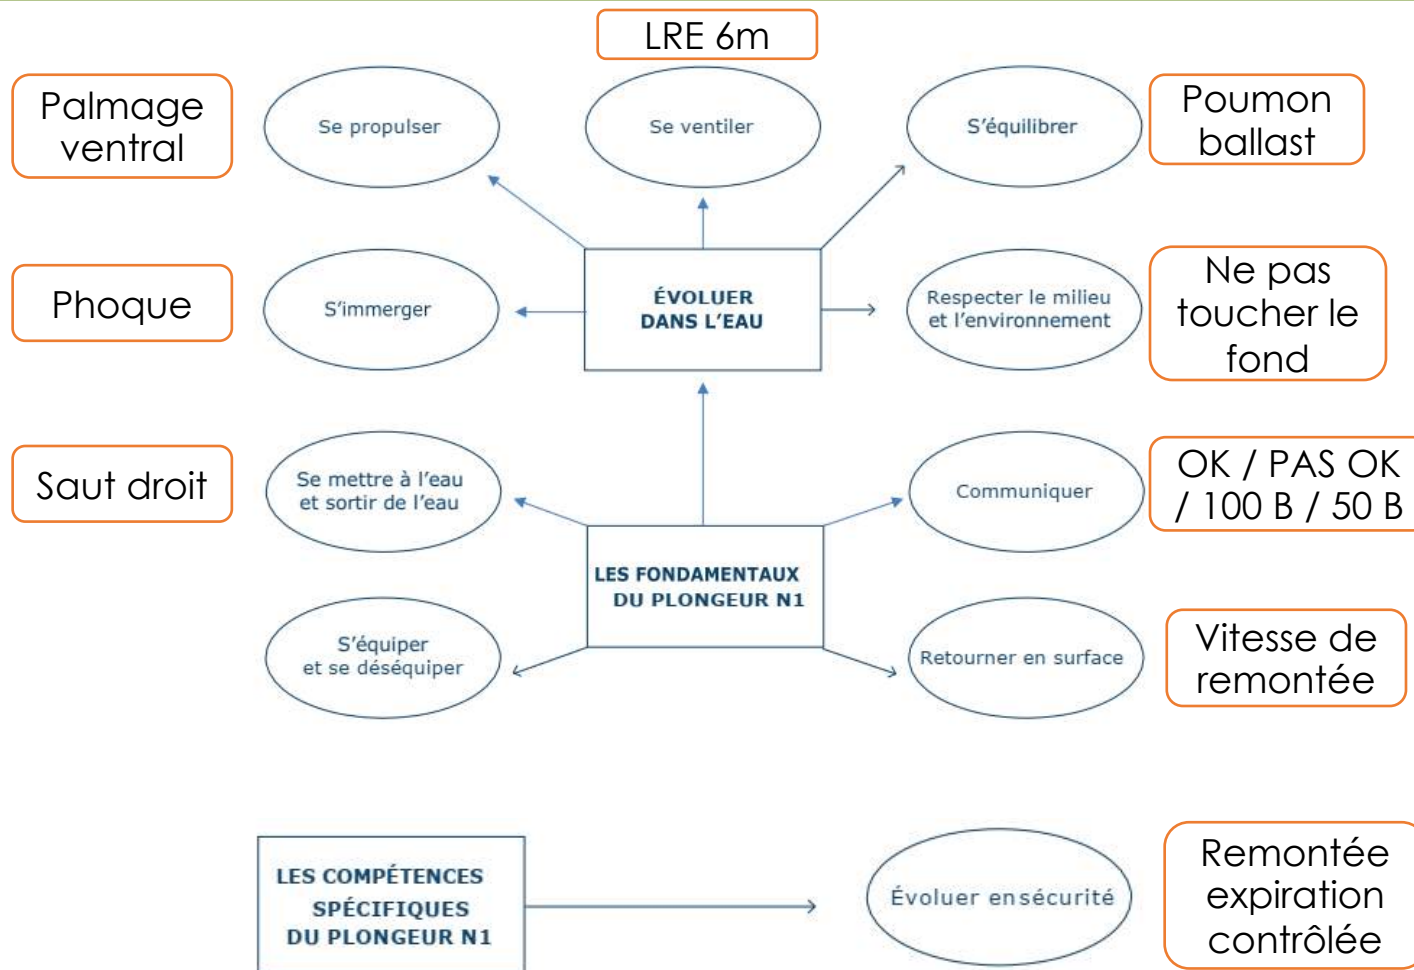 LRE 6m
Palmage
ventral
Se propulser
Se ventiler
S'équilibrer
Poumon
ballast
Phoque
S'immerger
ÉVOLUER
DANS L'EAU
Respecter le milieu
et l'environnement
Ne pas
toucher le
fond
Saut droit
Se mettre à l'eau
et sortir de l'eau
Communiquer
OK / PAS OK
/ 100 B / 50 B
LES FONDAMENTAUX
DU PLONGEUR N1
S'équiper
et se déséquiper
Retourner en surface
Vitesse de
remontée
LES COMPÉTENCES
SPÉCIFIQUES
DU PLONGEUR N1
Évoluer en sécurité
Remontée
expiration
contrôlée